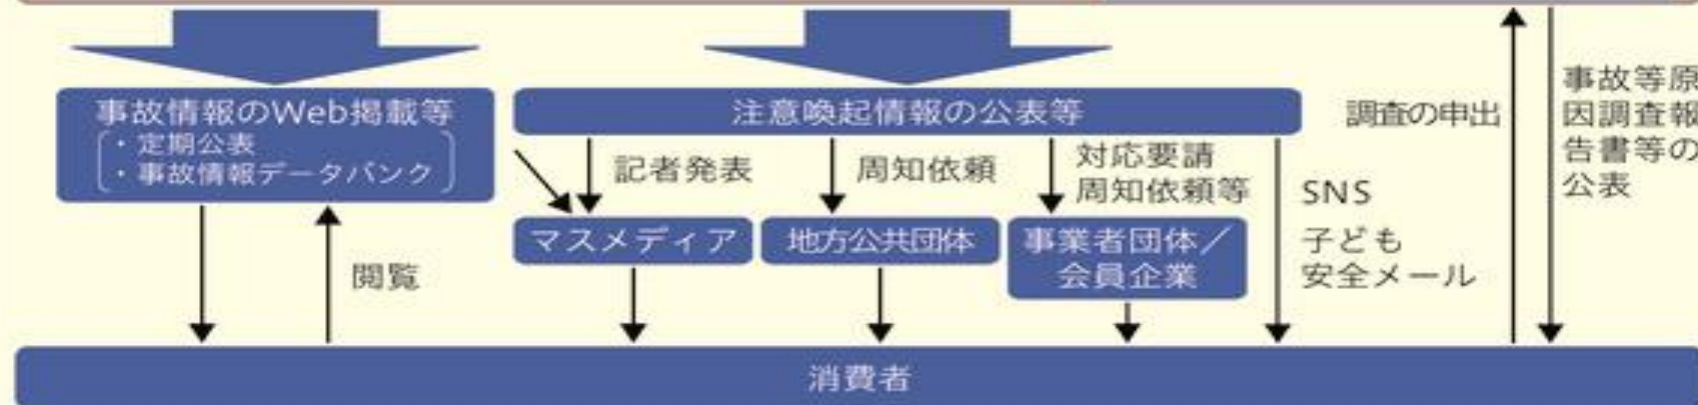 事故情報のWeb掲載等
・定期公表
・事故情報データバンク
注意喚起情報の公表等
記者発表
周知依頼
対応要請
周知依頼等
調査の申出
事故等原
因調査報
告書等の
公表
SNS
子ども
安全メール
マスメディア
地方公共団体
事業者団体／
会員企業
閲覧
消費者